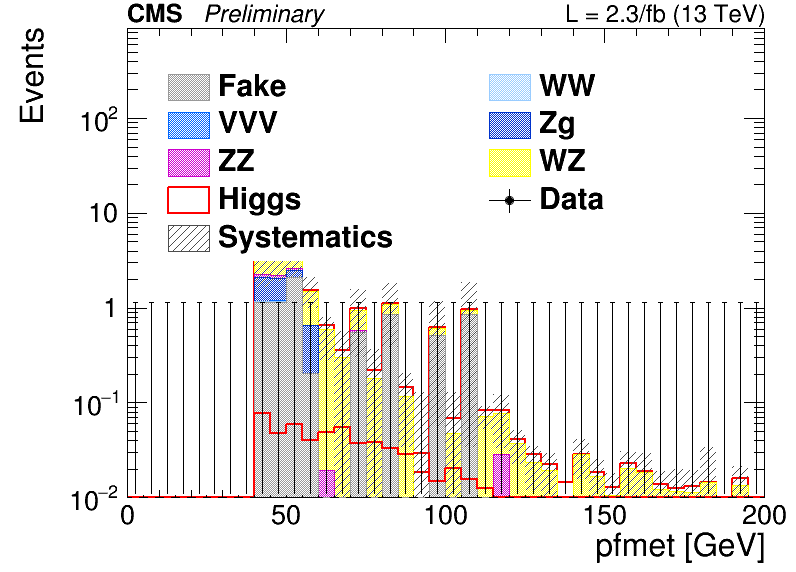 CMS Preliminary L = 2.3/fb (13 TeV)
Events
Fake WW
VVV Zg
ZZ WZ
Higgs Data
Systematics
10²
10
1
10⁻¹
10⁻²
0 50 100 150 200
pfmet [GeV]